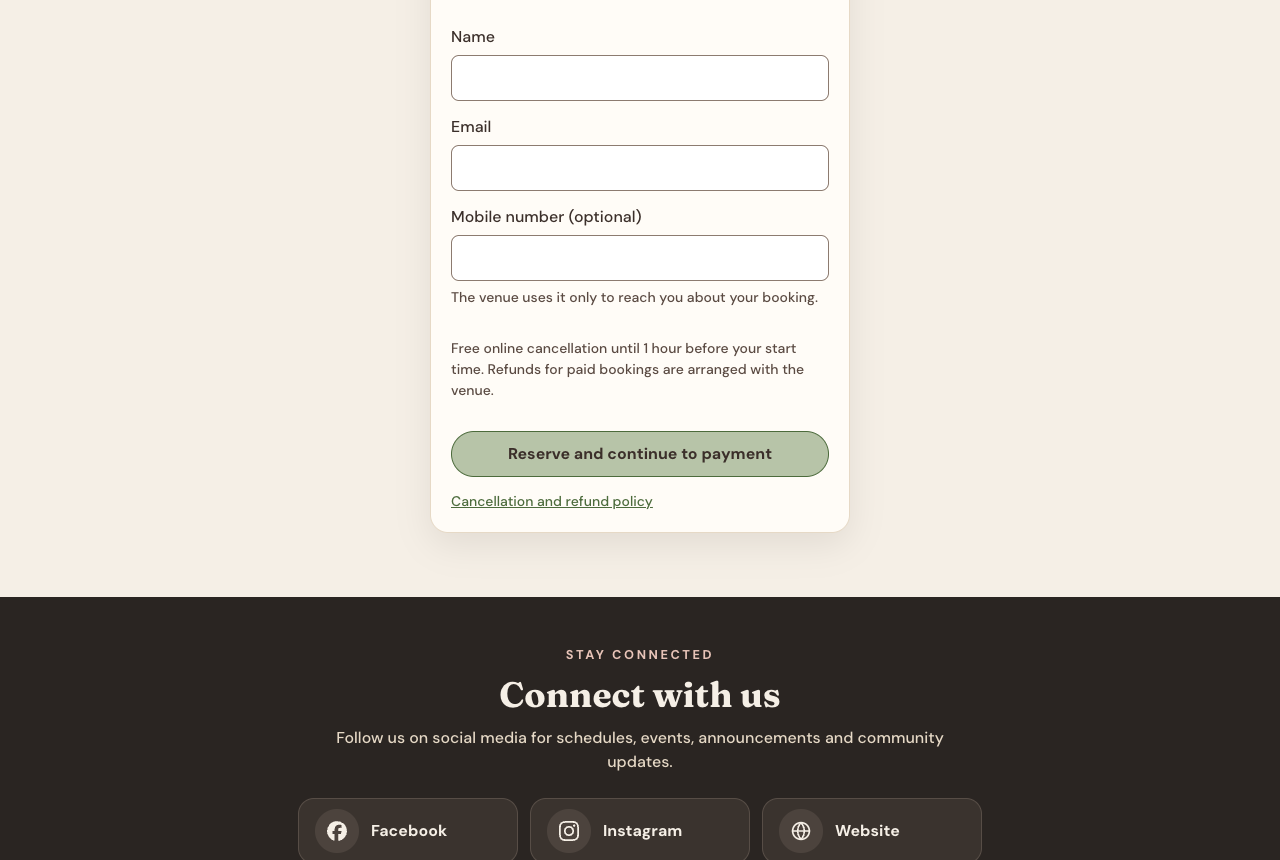 Name
Email
Mobile number (optional)
The venue uses it only to reach you about your booking.
Free online cancellation until 1 hour before your start
time. Refunds for paid bookings are arranged with the
venue.
Reserve and continue to payment
Cancellation and refund policy
STAY CONNECTED
Connect with us
Follow us on social media for schedules, events, announcements and community
updates.
Facebook
Instagram
Website